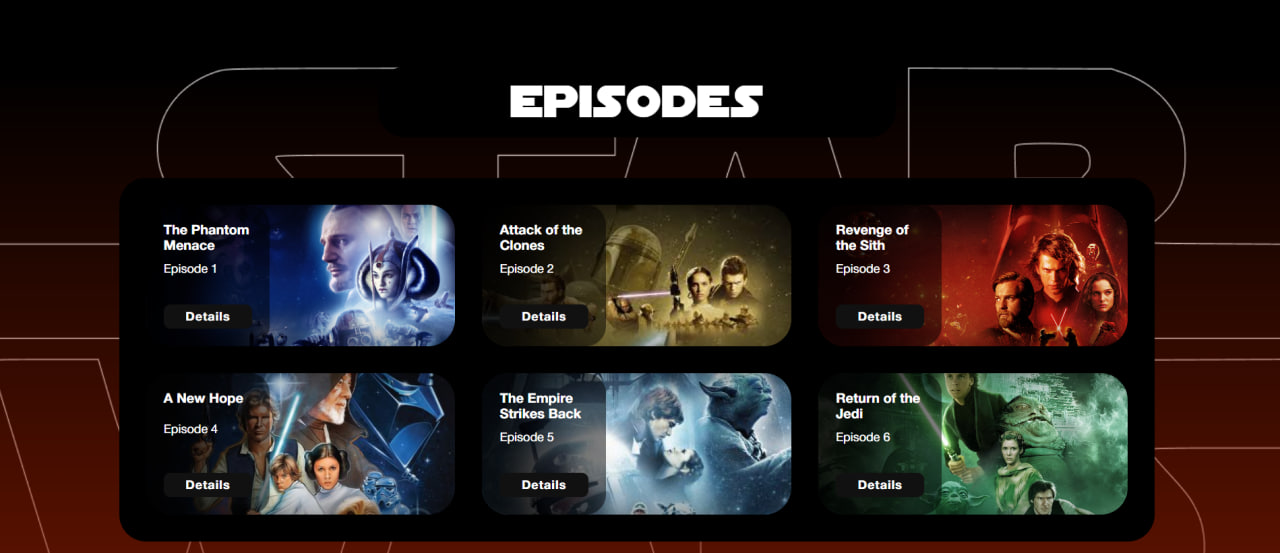 EPISODES
The Phantom
Menace
Episode 1
Details
Attack of the
Clones
Episode 2
Details
Revenge of
the Sith
Episode 3
Details
A New Hope
Episode 4
Details
The Empire
Strikes Back
Episode 5
Details
Return of the
Jedi
Episode 6
Details